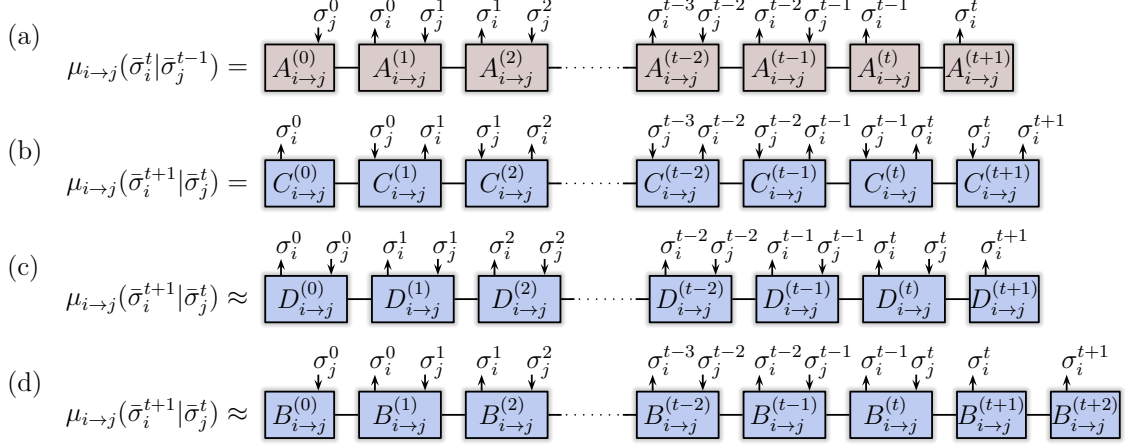 (a)
σ_j^0 σ_i^0 σ_j^1 σ_i^1 σ_j^2 σ_i^{t−3} σ_j^{t−2} σ_i^{t−2} σ_j^{t−1} σ_i^{t−1} σ_i^t
μ_{i→j}(σ̄_i^t|σ̄_j^{t−1}) = A_{i→j}^{(0)} A_{i→j}^{(1)} A_{i→j}^{(2)} ........ A_{i→j}^{(t−2)} A_{i→j}^{(t−1)} A_{i→j}^{(t)} A_{i→j}^{(t+1)}
(b)
σ_i^0 σ_j^0 σ_i^1 σ_j^1 σ_i^2 σ_j^{t−3} σ_i^{t−2} σ_j^{t−2} σ_i^{t−1} σ_j^{t−1} σ_i^t σ_j^t σ_i^{t+1}
μ_{i→j}(σ̄_i^{t+1}|σ̄_j^t) = C_{i→j}^{(0)} C_{i→j}^{(1)} C_{i→j}^{(2)} ........ C_{i→j}^{(t−2)} C_{i→j}^{(t−1)} C_{i→j}^{(t)} C_{i→j}^{(t+1)}
(c)
σ_i^0 σ_j^0 σ_i^1 σ_j^1 σ_i^2 σ_j^2 σ_i^{t−2} σ_j^{t−2} σ_i^{t−1} σ_j^{t−1} σ_i^t σ_j^t σ_i^{t+1}
μ_{i→j}(σ̄_i^{t+1}|σ̄_j^t) ≈ D_{i→j}^{(0)} D_{i→j}^{(1)} D_{i→j}^{(2)} ........ D_{i→j}^{(t−2)} D_{i→j}^{(t−1)} D_{i→j}^{(t)} D_{i→j}^{(t+1)}
(d)
σ_j^0 σ_i^0 σ_j^1 σ_i^1 σ_j^2 σ_i^{t−3} σ_j^{t−2} σ_i^{t−2} σ_j^{t−1} σ_i^{t−1} σ_j^t σ_i^t σ_i^{t+1}
μ_{i→j}(σ̄_i^{t+1}|σ̄_j^t) ≈ B_{i→j}^{(0)} B_{i→j}^{(1)} B_{i→j}^{(2)} ........ B_{i→j}^{(t−2)} B_{i→j}^{(t−1)} B_{i→j}^{(t)} B_{i→j}^{(t+1)} B_{i→j}^{(t+2)}